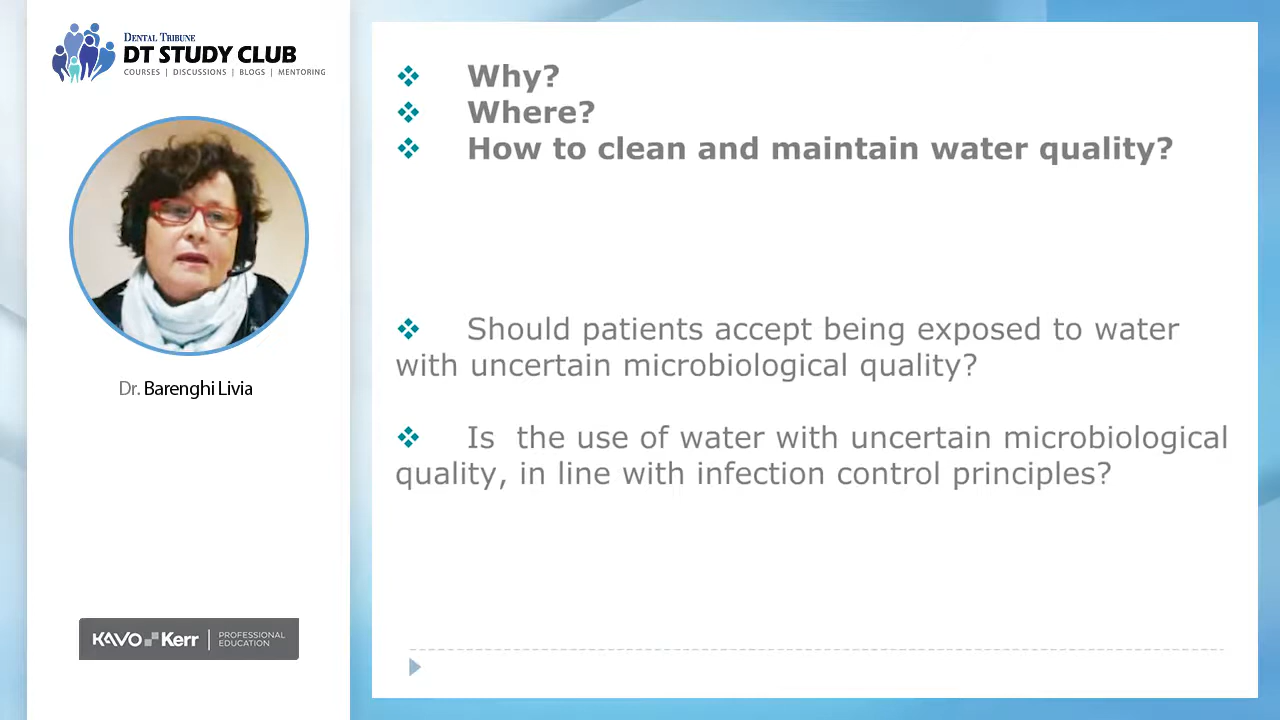 DENTAL TRIBUNE
DT STUDY CLUB
COURSES | DISCUSSIONS | BLOGS | MENTORING
Dr. Barenghi Livia
KAVO Kerr | PROFESSIONAL
EDUCATION
Why?
Where?
How to clean and maintain water quality?
Should patients accept being exposed to water
with uncertain microbiological quality?
Is the use of water with uncertain microbiological
quality, in line with infection control principles?